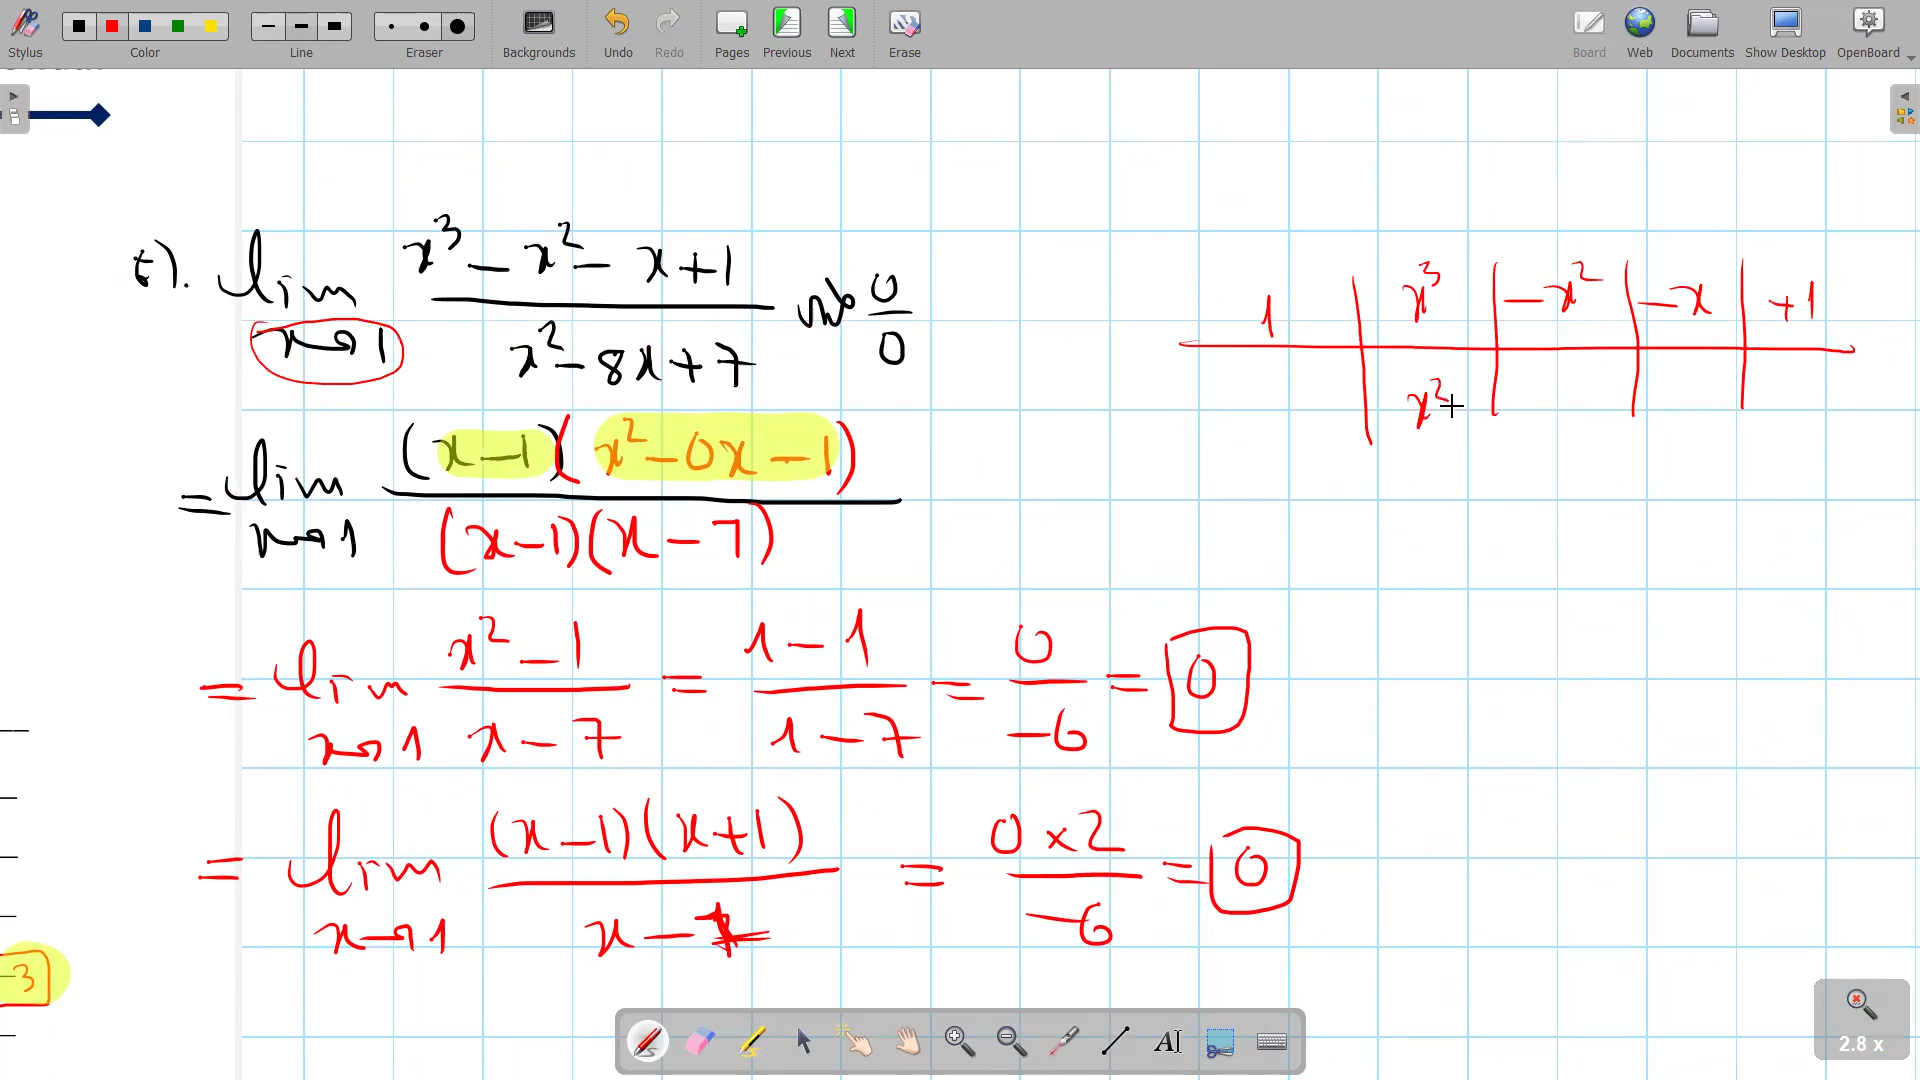 Stylus Color Line Eraser Backgrounds Undo Redo Pages Previous Next Erase Board Web Documents Show Desktop OpenBoard
lim x→1 (x³ - x² - x + 1) / (x² - 8x + 7) 0/0
= lim x→1 (x-1)(x² - 0x - 1) / (x-1)(x-7)
= lim x→1 (x² - 1) / (x - 7) = (1 - 1) / (1 - 7) = 0 / -6 = 0
= lim x→1 (x-1)(x+1) / x - = 0 × 2 / -6 = 0
1 | x³ | -x² | -x | +1
x²
-3
2.8 x